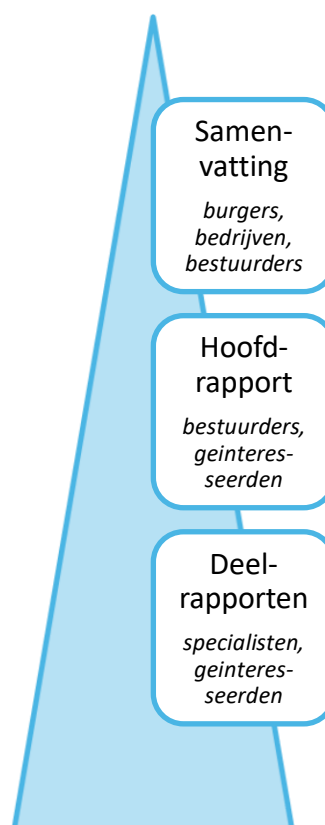 Samen-
vatting
burgers,
bedrijven,
bestuurders
Hoofd-
rapport
bestuurders,
geinteres-
seerden
Deel-
rapporten
specialisten,
geinteres-
seerden